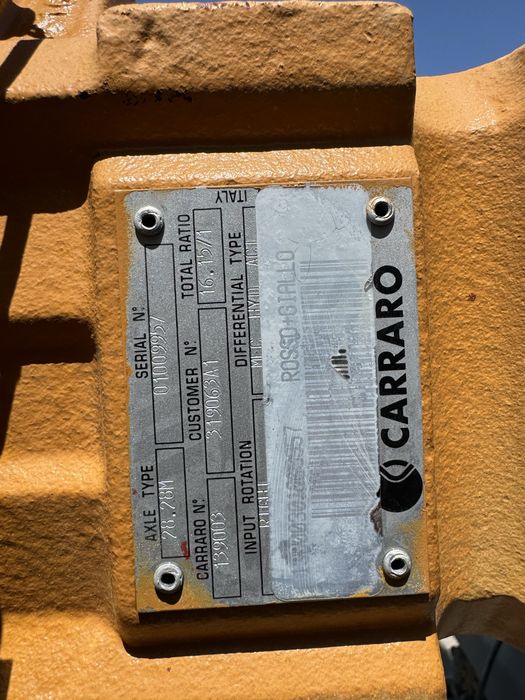 AXLE TYPE
28.28M
SERIAL N°
01009957
CARRARO N°
139003
CUSTOMER N°
319063A1
TOTAL RATIO
16.15/1
INPUT ROTATION
RIGHT
DIFFERENTIAL TYPE
ITALY
ROSSO-GIALLO
CARRARO